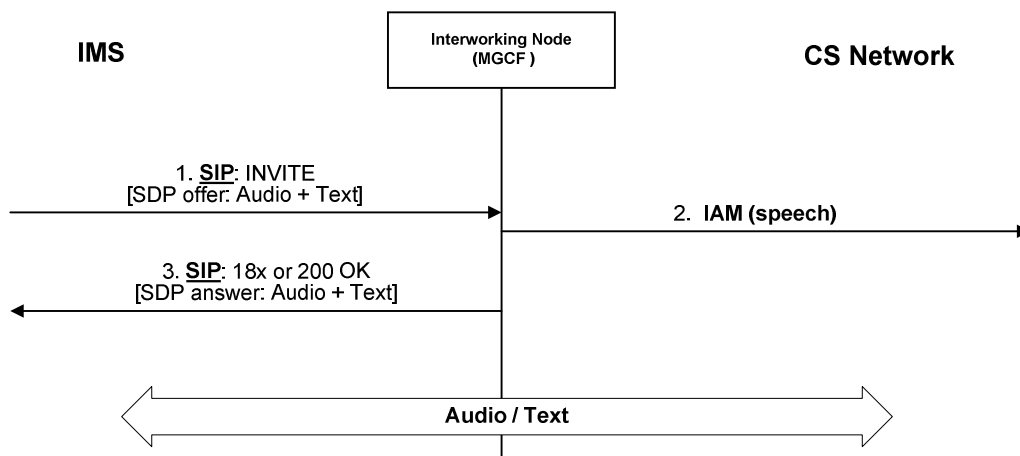 IMS
Interworking Node
(MGCF )
CS Network
1. SIP: INVITE
[SDP offer: Audio + Text]
2. IAM (speech)
3. SIP: 18x or 200 OK
[SDP answer: Audio + Text]
Audio / Text